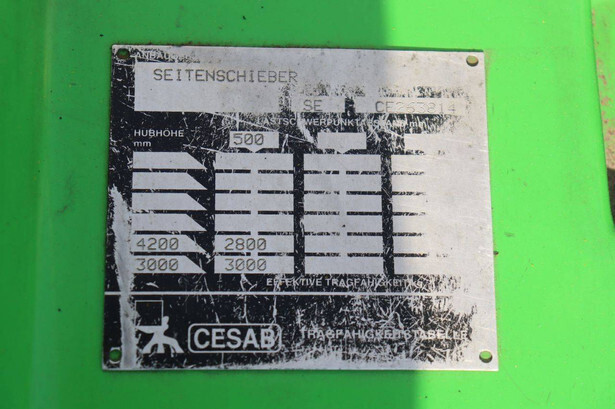 SEITENSCHIEBER
SE
HUBHÖHE
mm
500
4200 2800
3000 3000
EFFEKTIVE TRAGFÄHIGKEIT
CESAB TRAGFÄHIGKEITSTABELLE